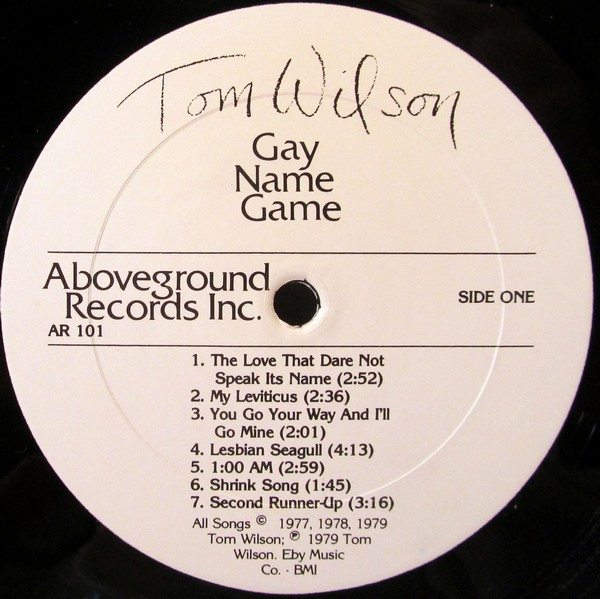 Tom Wilson
Gay
Name
Game
Aboveground
Records Inc.
AR 101
SIDE ONE
1. The Love That Dare Not
Speak Its Name (2:52)
2. My Leviticus (2:36)
3. You Go Your Way And I'll
Go Mine (2:01)
4. Lesbian Seagull (4:13)
5. 1:00 AM (2:59)
6. Shrink Song (1:45)
7. Second Runner-Up (3:16)
All Songs © 1977, 1978, 1979
Tom Wilson; ℗ 1979 Tom
Wilson. Eby Music
Co. · BMI